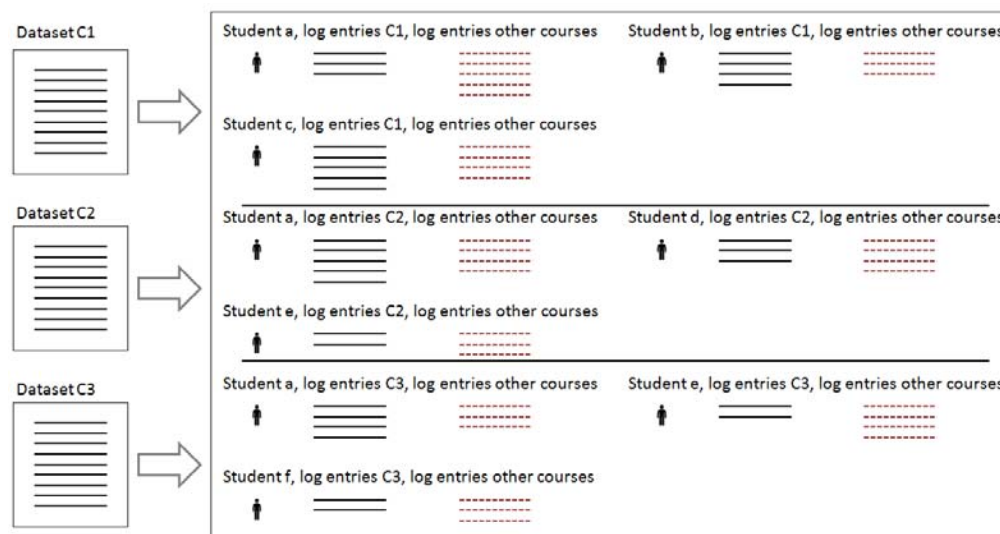 Dataset C1
Student a, log entries C1, log entries other courses
Student b, log entries C1, log entries other courses
Student c, log entries C1, log entries other courses
Dataset C2
Student a, log entries C2, log entries other courses
Student d, log entries C2, log entries other courses
Student e, log entries C2, log entries other courses
Dataset C3
Student a, log entries C3, log entries other courses
Student e, log entries C3, log entries other courses
Student f, log entries C3, log entries other courses